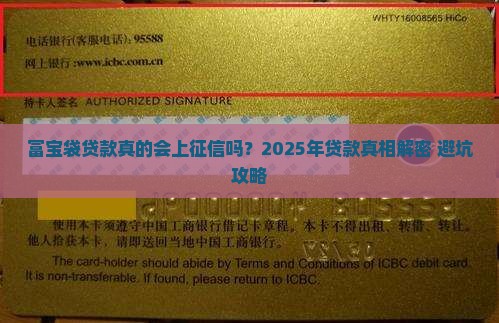 WHTY16008565 HiCo
电话银行(客服电话): 95588
网上银行:www.icbc.com.cn
持卡人签名 AUTHORIZED SIGNATURE
富宝袋贷款真的会上征信吗？2025年贷款真相解密 避坑
攻略
使用本卡须遵守中国工商银行借记卡章程。本卡不得出租、转借、转让。
他人拾获本卡，请即送回当地中国工商银行。
The card-holder should abide by Terms and Conditions of ICBC debit card.
It is non-transferable. If found, please return to ICBC.